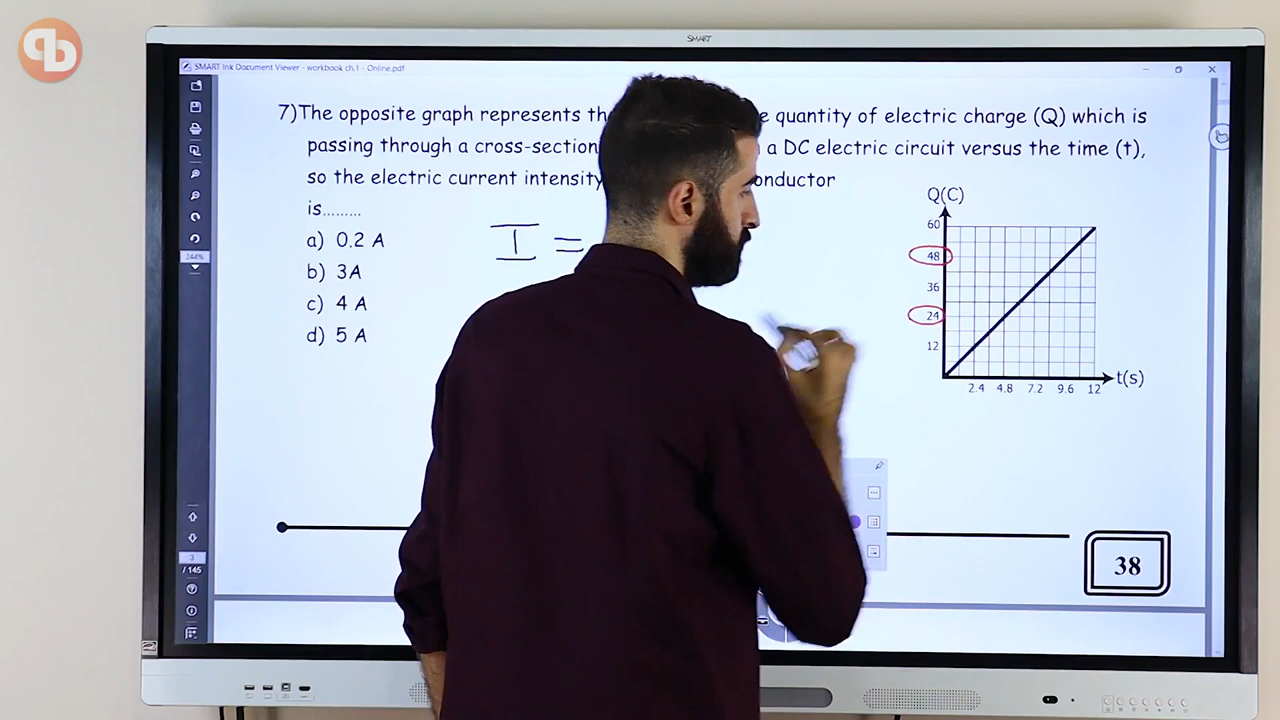 SMART
SMART Ink Document Viewer - workbook ch.1 - Online.pdf
7)The opposite graph represents quantity of electric charge (Q) which is
passing through a cross-section a DC electric circuit versus the time (t),
so the electric current intensity
is.........
a) 0.2 A
b) 3A
c) 4 A
d) 5 A
I =
Q(C)
60
48
36
24
12
2.4 4.8 7.2 9.6 12 t(s)
244%
3
/ 145
38